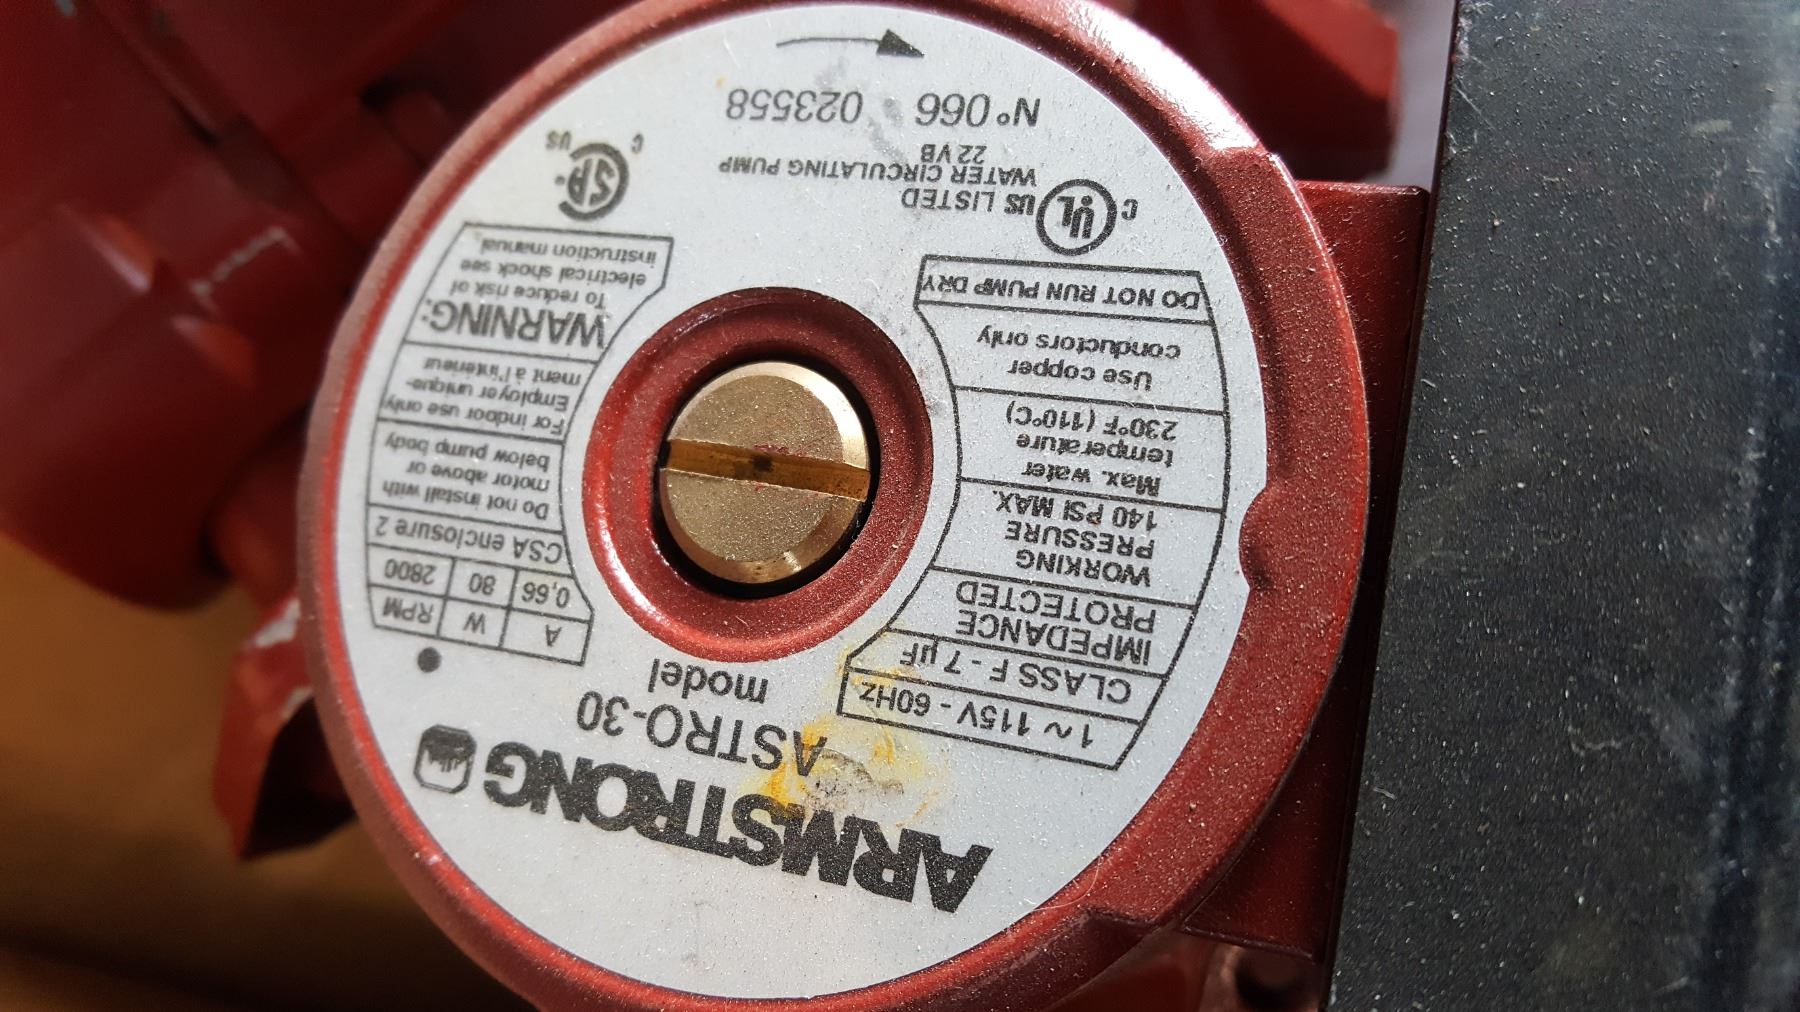 ARMSTRONG
ASTRO-30
model
1~ 115V - 60Hz
CLASS F - 7 µF
IMPEDANCE
PROTECTED
WORKING
PRESSURE
140 PSI MAX.
Max. water
temperature
230°F (110°C)
Use copper
conductors only
DO NOT RUN PUMP DRY
A W RPM
0,66 80 2800
CSA enclosure 2
Do not install with
motor above or
below pump body
For indoor use only
Employer unique-
ment à l'intérieur
WARNING:
To reduce risk of
electrical shock see
instruction manual.
C UL US LISTED
WATER CIRCULATING PUMP
22 VB
C SA® US
N° 066 023558